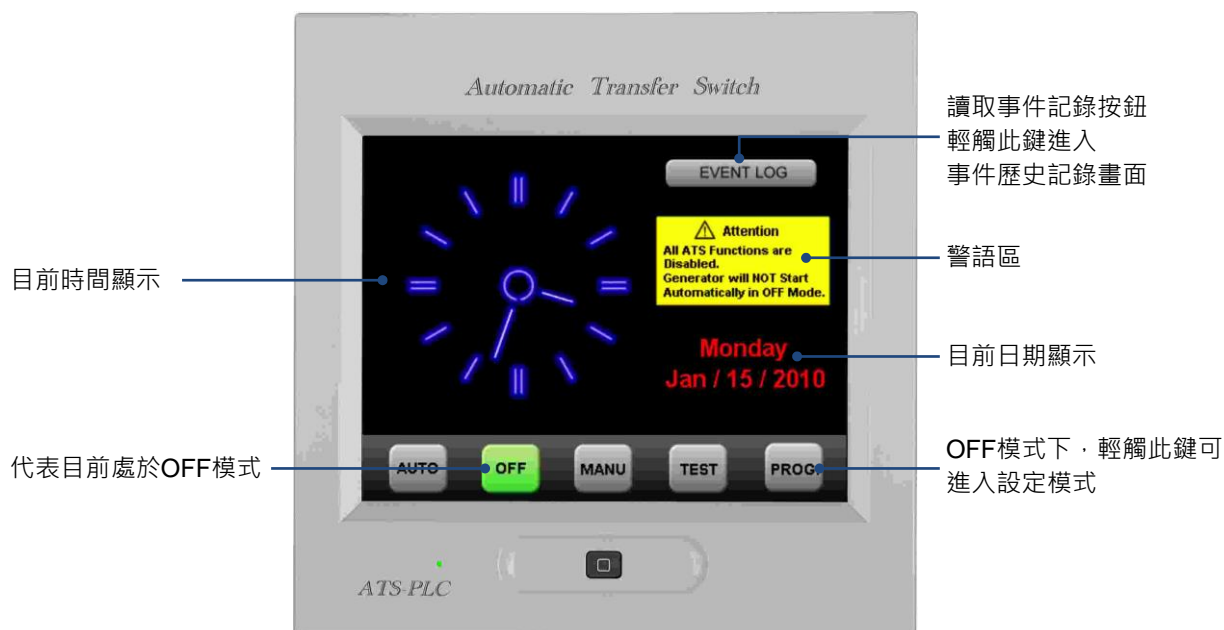 Automatic Transfer Switch
讀取事件記錄按鈕
輕觸此鍵進入
事件歷史記錄畫面
EVENT LOG
Attention
All ATS Functions are
Disabled.
Generator will NOT Start
Automatically in OFF Mode.
警語區
目前時間顯示
Monday
Jan / 15 / 2010
目前日期顯示
代表目前處於OFF模式
AUTO
OFF
MANU
TEST
PROG
OFF模式下，輕觸此鍵可
進入設定模式
ATS-PLC